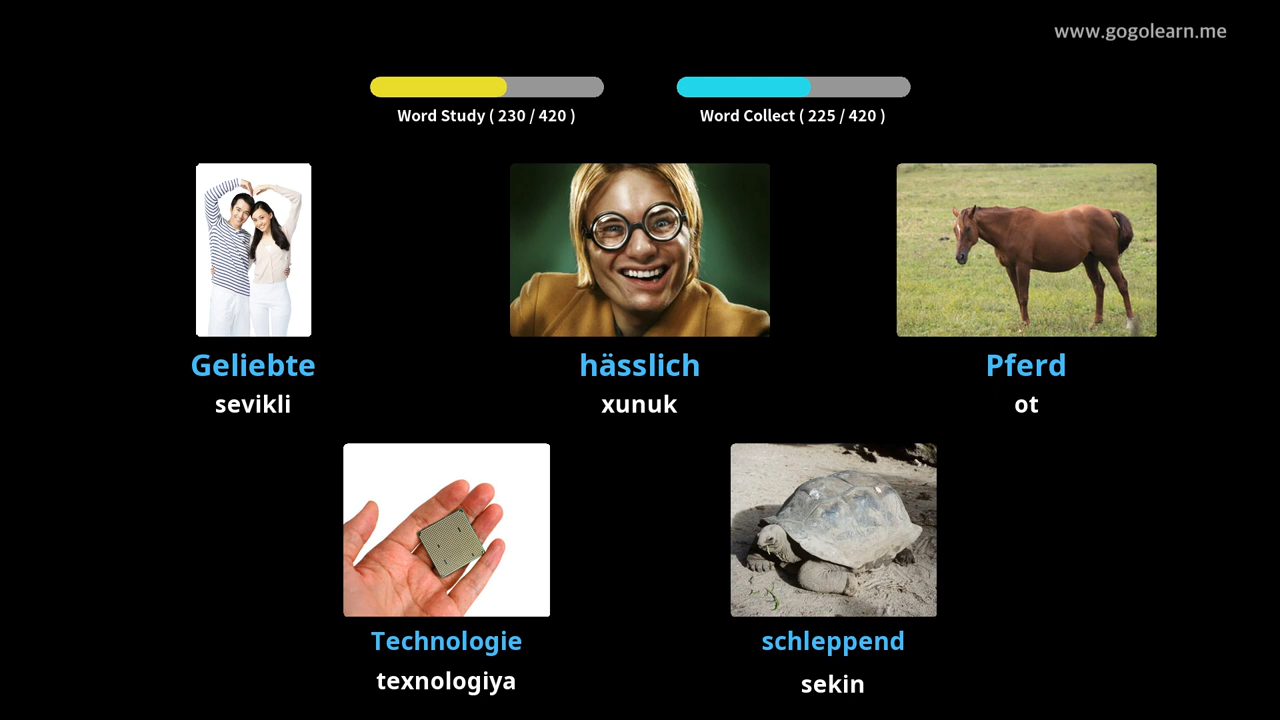 www.gogolearn.me
Word Study ( 230 / 420 )
Word Collect ( 225 / 420 )
Geliebte
sevikli
hässlich
xunuk
Pferd
ot
Technologie
texnologiya
schleppend
sekin